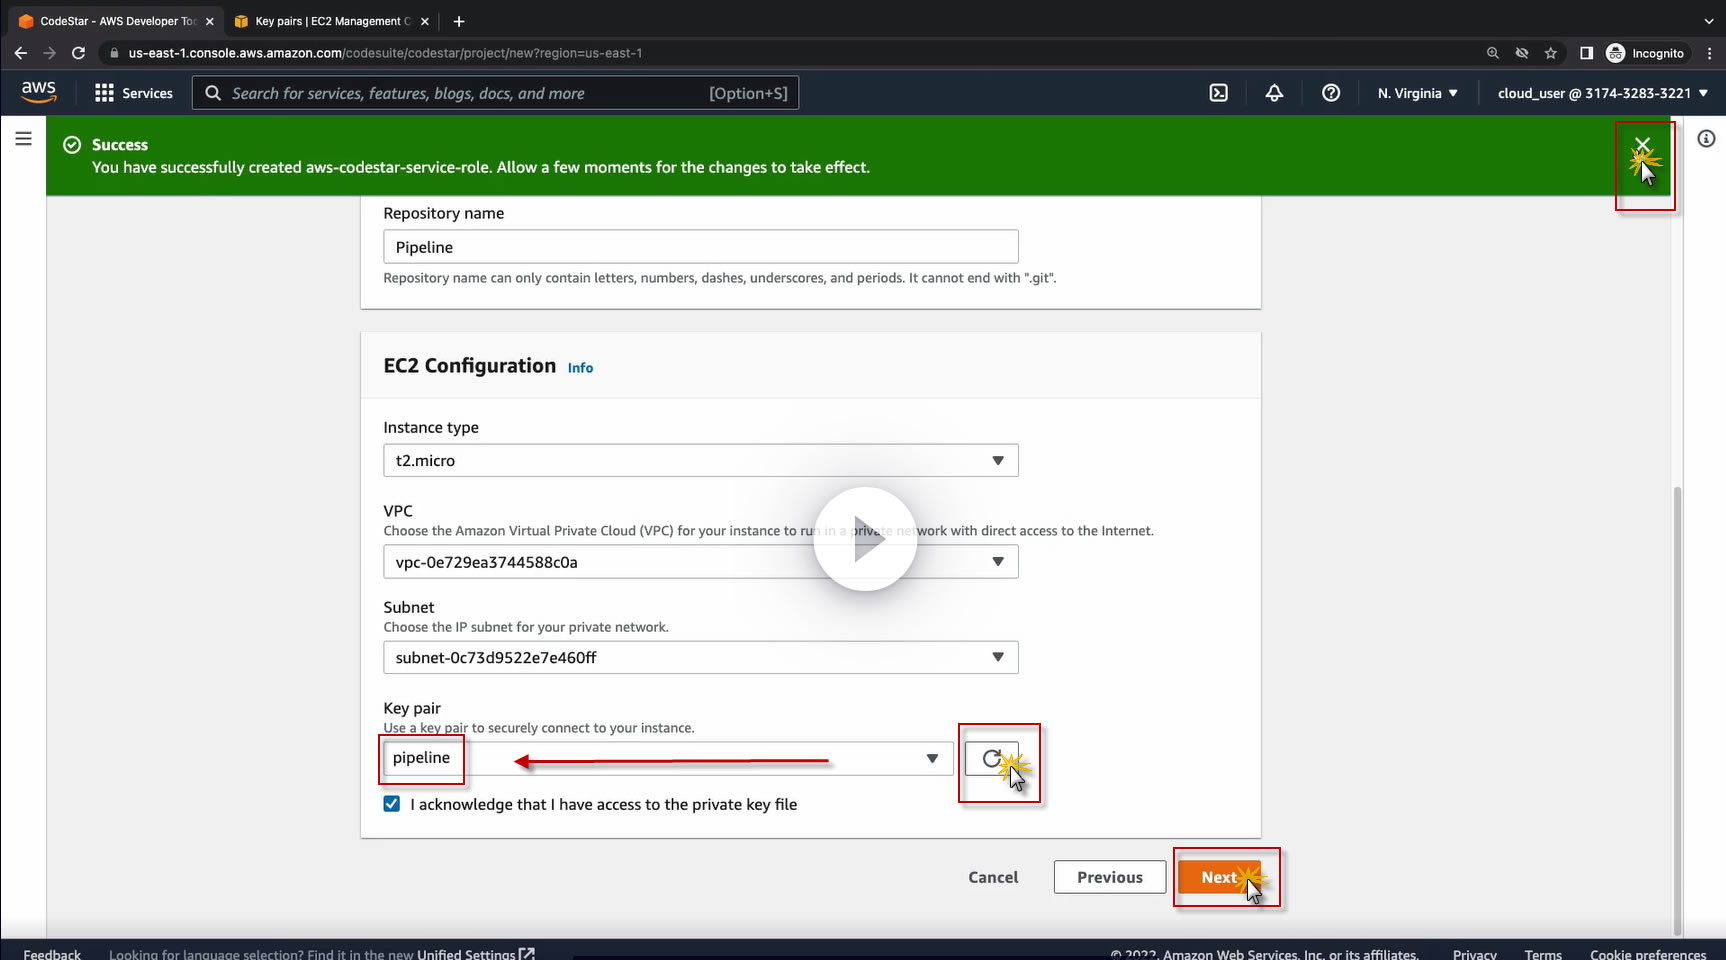 CodeStar - AWS Developer Too
Key pairs | EC2 Management C
us-east-1.console.aws.amazon.com/codesuite/codestar/project/new?region=us-east-1
Incognito
aws
Services
Search for services, features, blogs, docs, and more
[Option+S]
N. Virginia
cloud_user @ 3174-3283-3221
Success
You have successfully created aws-codestar-service-role. Allow a few moments for the changes to take effect.
Repository name
Pipeline
Repository name can only contain letters, numbers, dashes, underscores, and periods. It cannot end with ".git".
EC2 Configuration Info
Instance type
t2.micro
VPC
Choose the Amazon Virtual Private Cloud (VPC) for your instance to run in a private network with direct access to the Internet.
vpc-0e729ea3744588c0a
Subnet
Choose the IP subnet for your private network.
subnet-0c73d9522e7e460ff
Key pair
Use a key pair to securely connect to your instance.
pipeline
I acknowledge that I have access to the private key file
Cancel
Previous
Next
Feedback
Looking for language selection? Find it in the new Unified Settings
© 2022, Amazon Web Services, Inc. or its affiliates.
Privacy
Terms
Cookie preferences